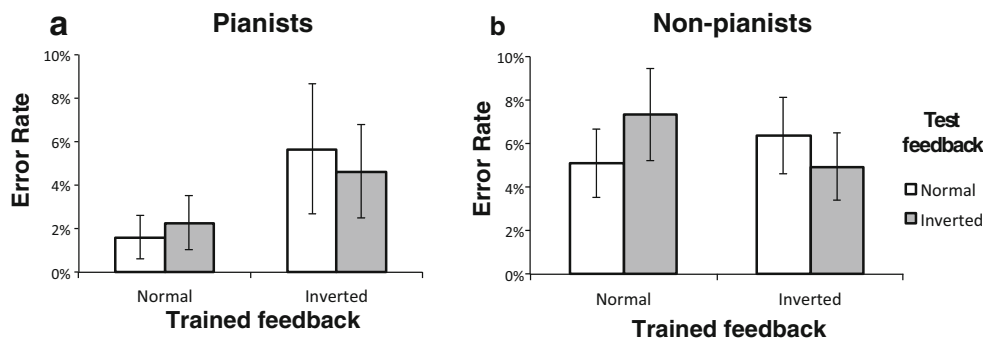 a Pianists
10%
8%
6%
4%
2%
0%
Error Rate
Normal Inverted
Trained feedback
b Non-pianists
10%
8%
6%
4%
2%
0%
Error Rate
Normal Inverted
Trained feedback
Test
feedback
Normal
Inverted